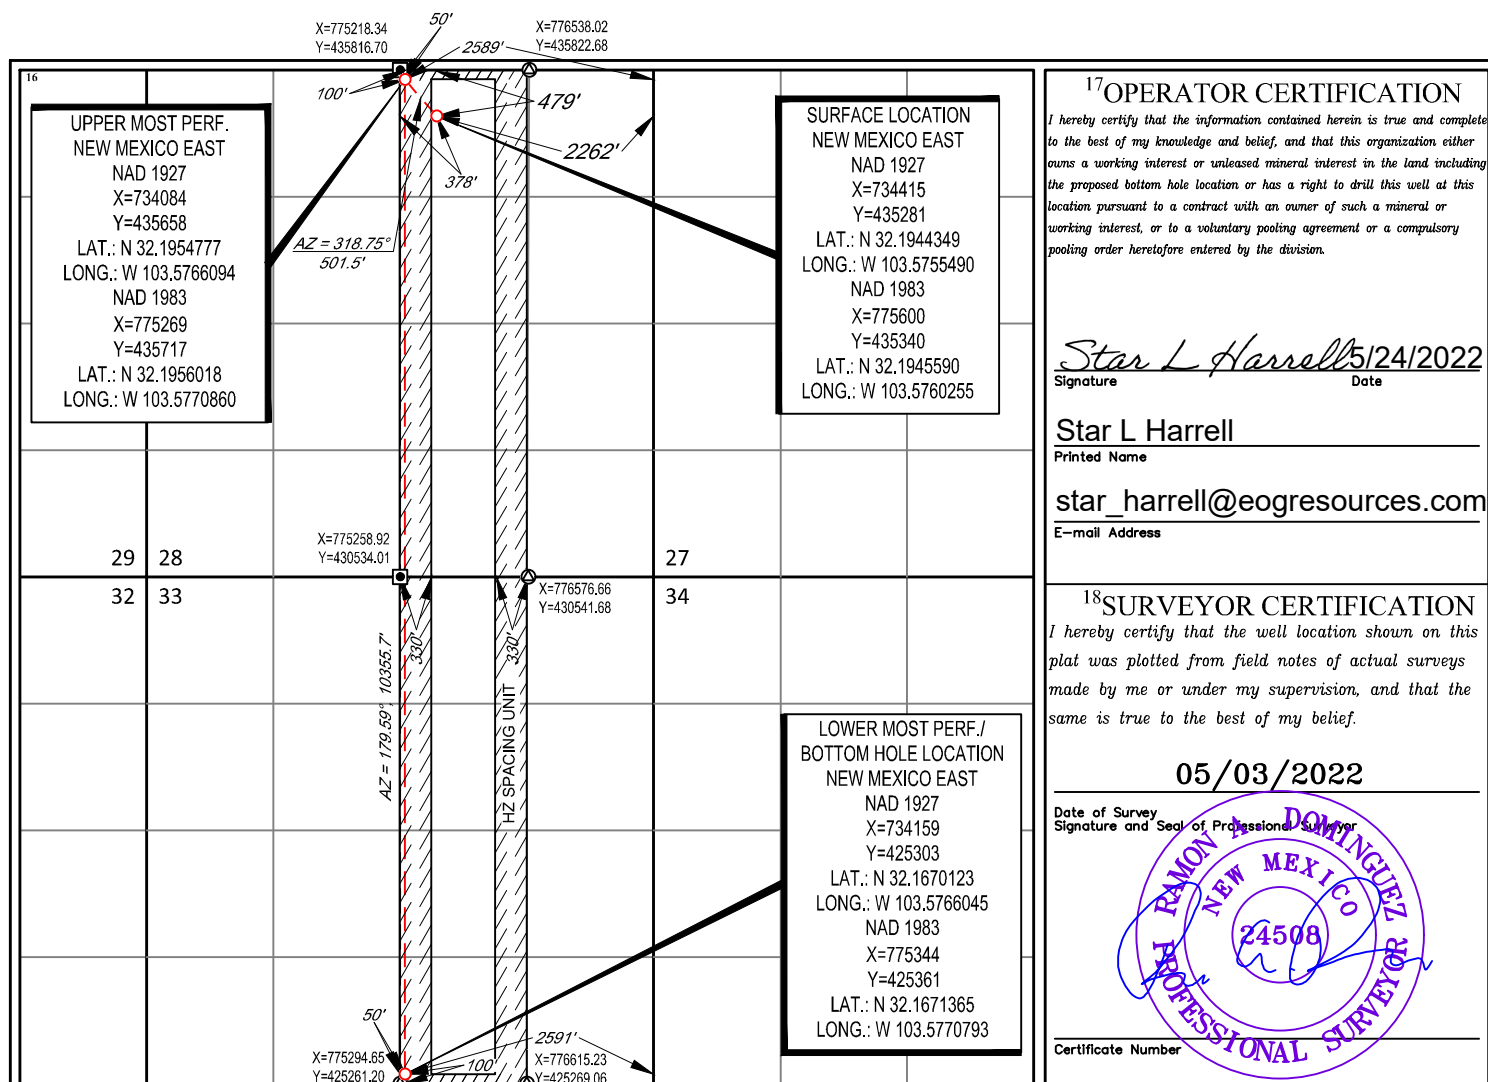 X=775218.34
Y=435816.70
50'
2589'
X=776538.02
Y=435822.68
16
100'
479'
2262'
378'
AZ = 318.75°
501.5'
UPPER MOST PERF.
NEW MEXICO EAST
NAD 1927
X=734084
Y=435658
LAT.: N 32.1954777
LONG.: W 103.5766094
NAD 1983
X=775269
Y=435717
LAT.: N 32.1956018
LONG.: W 103.5770860
SURFACE LOCATION
NEW MEXICO EAST
NAD 1927
X=734415
Y=435281
LAT.: N 32.1944349
LONG.: W 103.5755490
NAD 1983
X=775600
Y=435340
LAT.: N 32.1945590
LONG.: W 103.5760255
X=775258.92
Y=430534.01
29 28
27
32 33
34
X=776576.66
Y=430541.68
330'
330'
AZ = 179.59°, 10355.7'
HZ SPACING UNIT
LOWER MOST PERF./
BOTTOM HOLE LOCATION
NEW MEXICO EAST
NAD 1927
X=734159
Y=425303
LAT.: N 32.1670123
LONG.: W 103.5766045
NAD 1983
X=775344
Y=425361
LAT.: N 32.1671365
LONG.: W 103.5770793
50'
2591'
100'
X=775294.65
Y=425261.20
X=776615.23
Y=425269.06
17OPERATOR CERTIFICATION
I hereby certify that the information contained herein is true and complete
to the best of my knowledge and belief, and that this organization either
owns a working interest or unleased mineral interest in the land including
the proposed bottom hole location or has a right to drill this well at this
location pursuant to a contract with an owner of such a mineral or
working interest, or to a voluntary pooling agreement or a compulsory
pooling order heretofore entered by the division.
Star L Harrell 5/24/2022
Signature Date
Star L Harrell
Printed Name
star_harrell@eogresources.com
E-mail Address
18SURVEYOR CERTIFICATION
I hereby certify that the well location shown on this
plat was plotted from field notes of actual surveys
made by me or under my supervision, and that the
same is true to the best of my belief.
05/03/2022
Date of Survey
Signature and Seal of Professional Surveyor
RAMON A. DOMINGUEZ
NEW MEXICO
24508
PROFESSIONAL SURVEYOR
Certificate Number